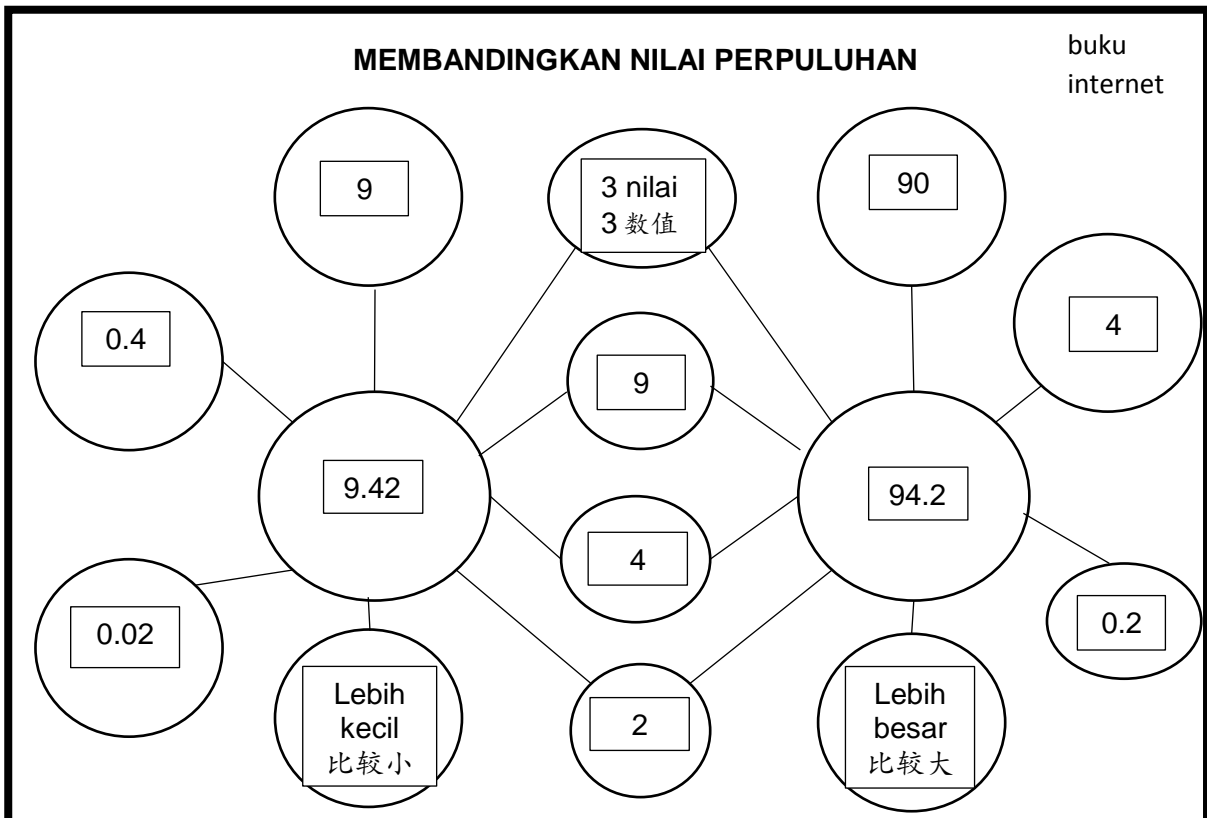 MEMBANDINGKAN NILAI PERPULUHAN
buku
internet
9
3 nilai
3 数值
90
0.4
4
9
9.42
94.2
4
0.02
0.2
Lebih
kecil
比较小
2
Lebih
besar
比较大